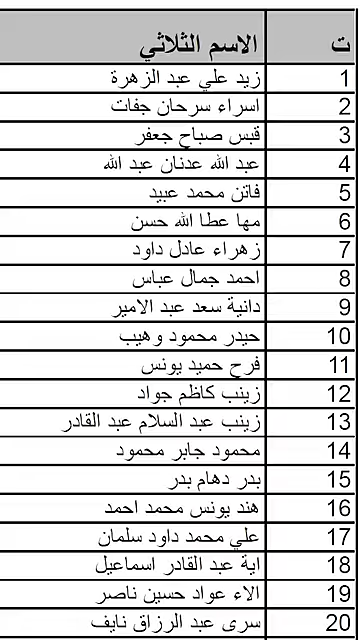 ت الاسم الثلاثي
1 زيد علي عبد الزهرة
2 اسراء سرحان جفات
3 قبس صباح جعفر
4 عبد الله عدنان عبد الله
5 فاتن محمد عبيد
6 مها عطا الله حسن
7 زهراء عادل داود
8 احمد جمال عباس
9 دانية سعد عبد الامير
10 حيدر محمود وهيب
11 فرح حميد يونس
12 زينب كاظم جواد
13 زينب عبد السلام عبد القادر
14 محمود جابر محمود
15 بدر دهام بدر
16 هند يونس محمد احمد
17 علي محمد داود سلمان
18 اية عبد القادر اسماعيل
19 الاء عواد حسين ناصر
20 سرى عبد الرزاق نايف